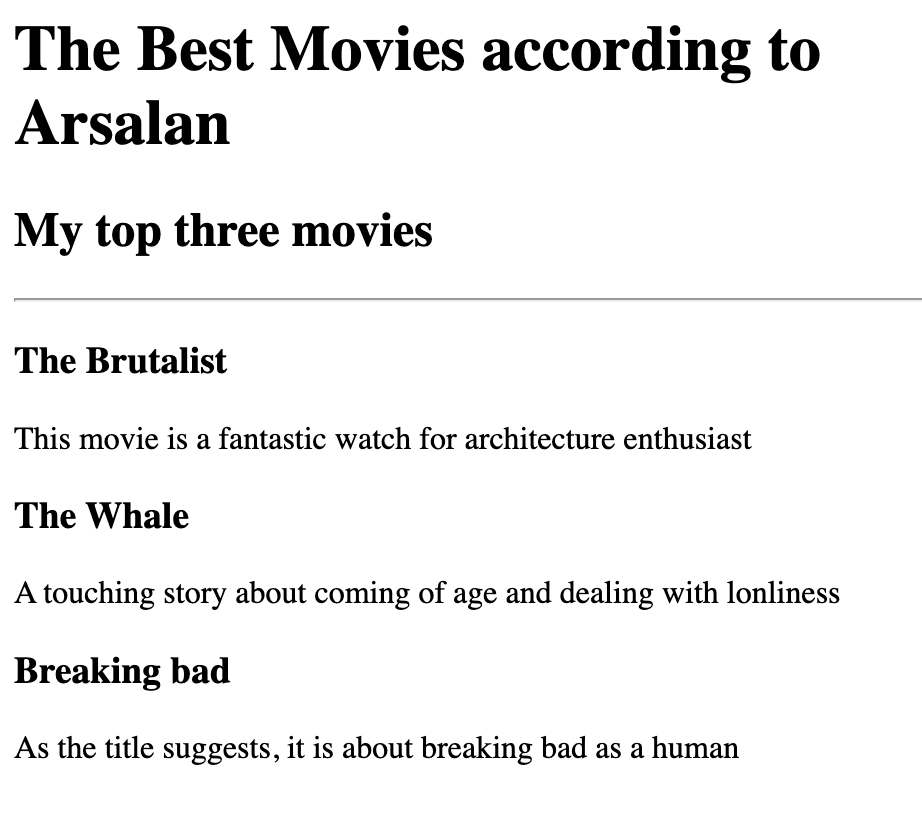 The Best Movies according to
Arsalan
My top three movies
The Brutalist
This movie is a fantastic watch for architecture enthusiast
The Whale
A touching story about coming of age and dealing with lonliness
Breaking bad
As the title suggests, it is about breaking bad as a human